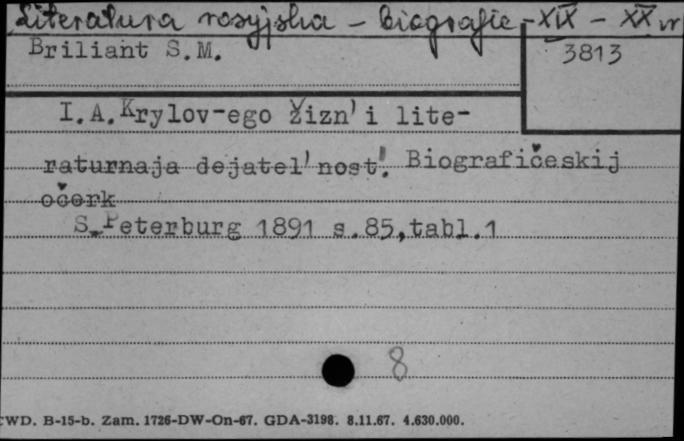 Literatura rosyjska - biografie - XIX - XX w
Briliant S.M.
3813
I.A.Krylov-ego žizn' i lite-
raturnaja dejatel'nost'. Biografičeskij
očerk
S.Peterburg 1891 s.85,tabl.1
8
CWD. B-15-b. Zam. 1726-DW-On-67. GDA-3198. 8.11.67. 4.630.000.